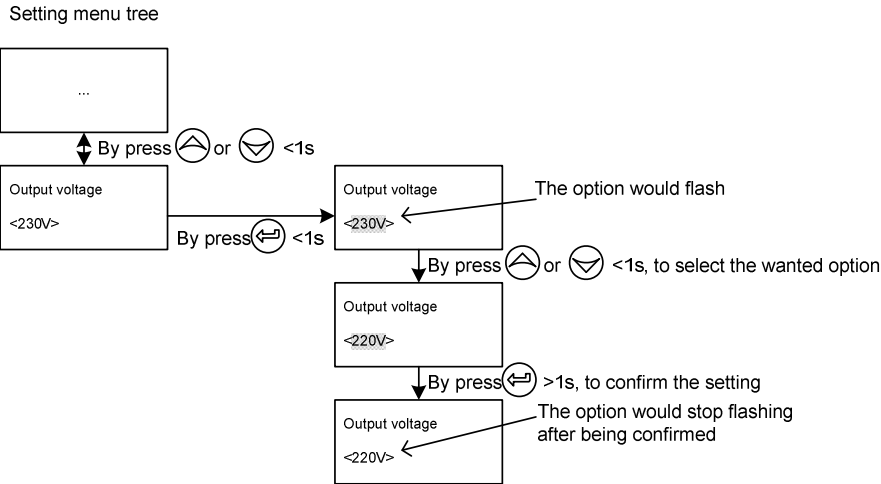 Setting menu tree
...
By press or <1s
Output voltage
<230V>
By press <1s
Output voltage
<230V>
The option would flash
By press or <1s, to select the wanted option
Output voltage
<220V>
By press >1s, to confirm the setting
Output voltage
<220V>
The option would stop flashing
after being confirmed